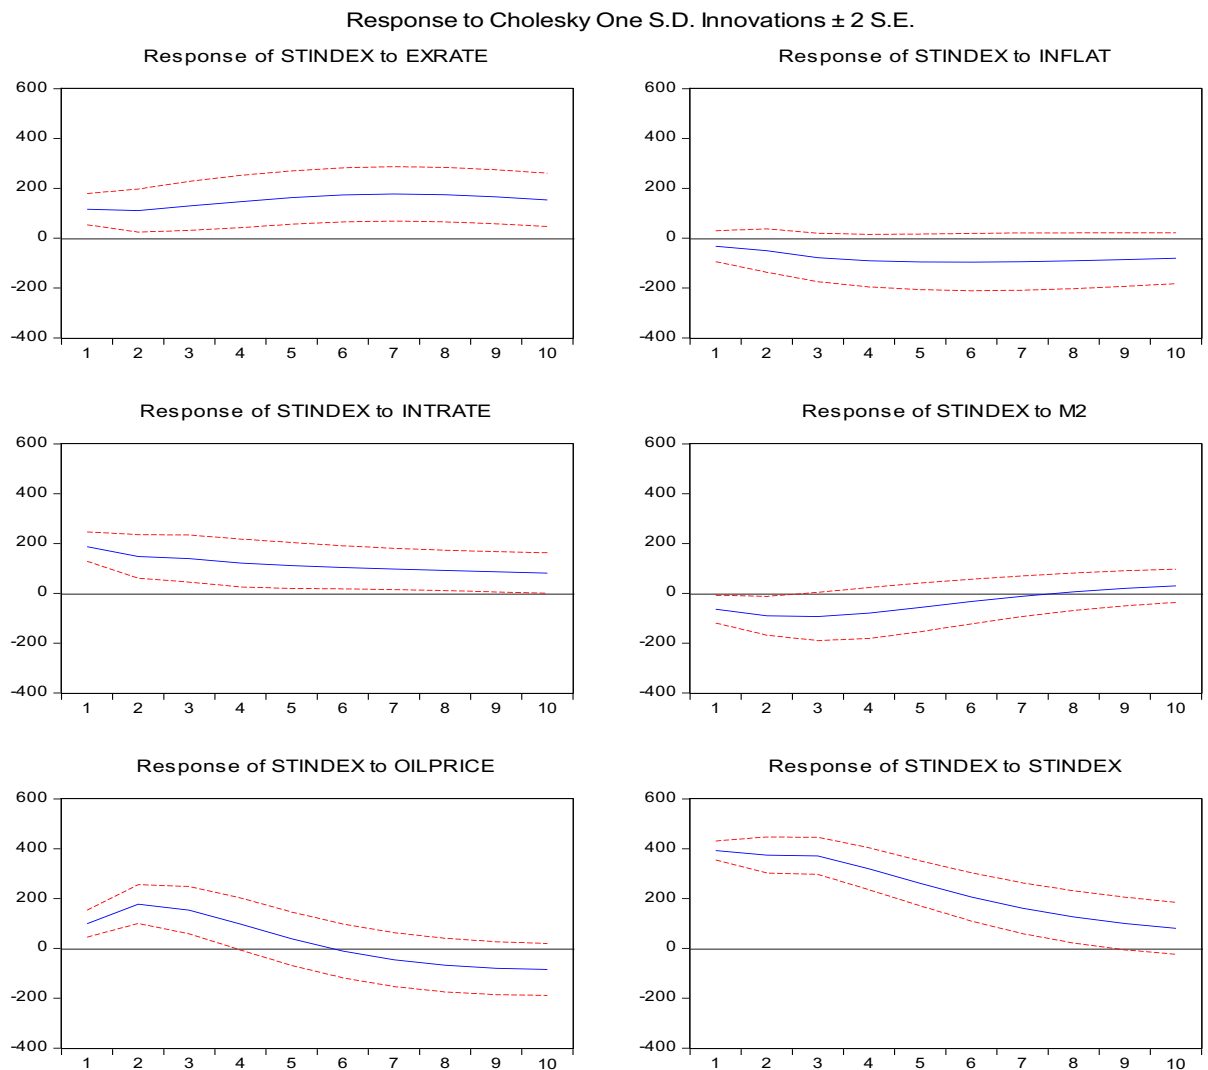 Response to Cholesky One S.D. Innovations ± 2 S.E.
Response of STINDEX to EXRATE
600
400
200
0
-200
-400
1 2 3 4 5 6 7 8 9 10
Response of STINDEX to INFLAT
600
400
200
0
-200
-400
1 2 3 4 5 6 7 8 9 10
Response of STINDEX to INTRATE
600
400
200
0
-200
-400
1 2 3 4 5 6 7 8 9 10
Response of STINDEX to M2
600
400
200
0
-200
-400
1 2 3 4 5 6 7 8 9 10
Response of STINDEX to OILPRICE
600
400
200
0
-200
-400
1 2 3 4 5 6 7 8 9 10
Response of STINDEX to STINDEX
600
400
200
0
-200
-400
1 2 3 4 5 6 7 8 9 10